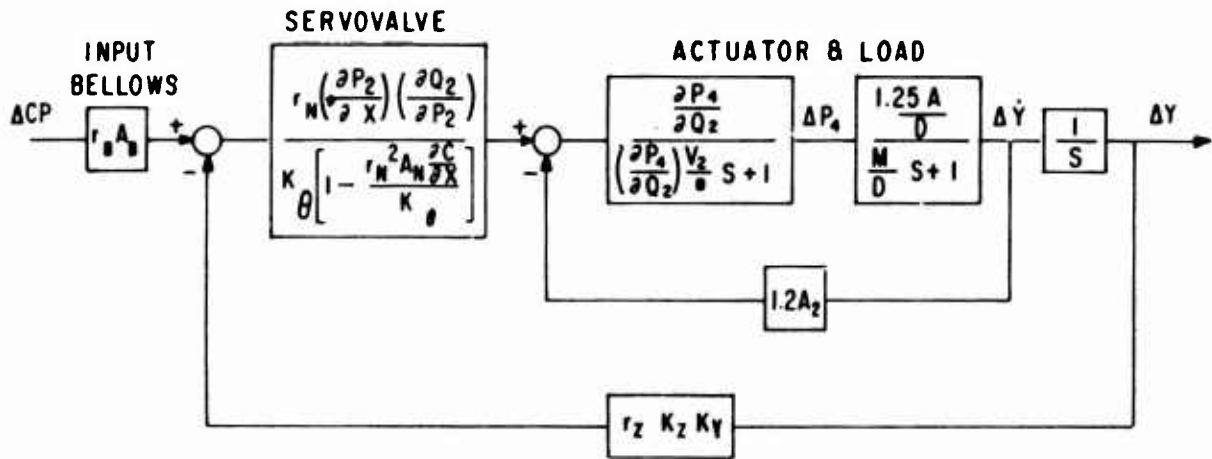 SERVOVALVE
INPUT
BELLOWS
ACTUATOR & LOAD
ΔCP
r_B A_B
+
-
r_N (∂P_2 / ∂X) (∂Q_2 / ∂P_2)
K_θ [1 - r_N^2 A_N ∂C/∂X / K_θ]
+
-
∂P_4 / ∂Q_2
(∂P_4 / ∂Q_2) V_2 / B S + 1
ΔP_4
1.25 A / D
M / D S + 1
ΔẎ
1 / S
ΔY
1.2A_2
r_Z K_Z K_Y